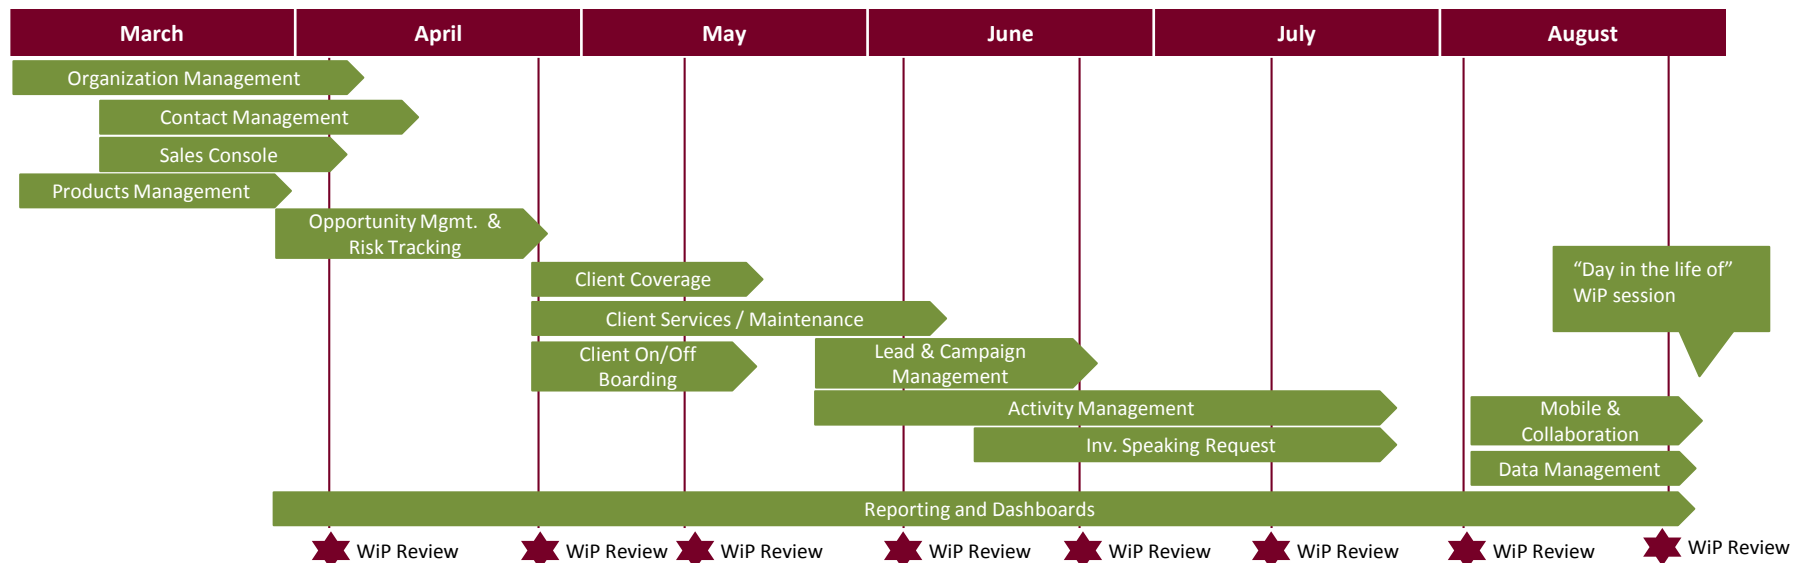 March
April
May
June
July
August
Organization Management
Contact Management
Sales Console
Products Management
Opportunity Mgmt. &
Risk Tracking
Client Coverage
“Day in the life of”
WiP session
Client Services / Maintenance
Client On/Off
Boarding
Lead & Campaign
Management
Activity Management
Mobile &
Collaboration
Inv. Speaking Request
Data Management
Reporting and Dashboards
WiP Review
WiP Review
WiP Review
WiP Review
WiP Review
WiP Review
WiP Review
WiP Review